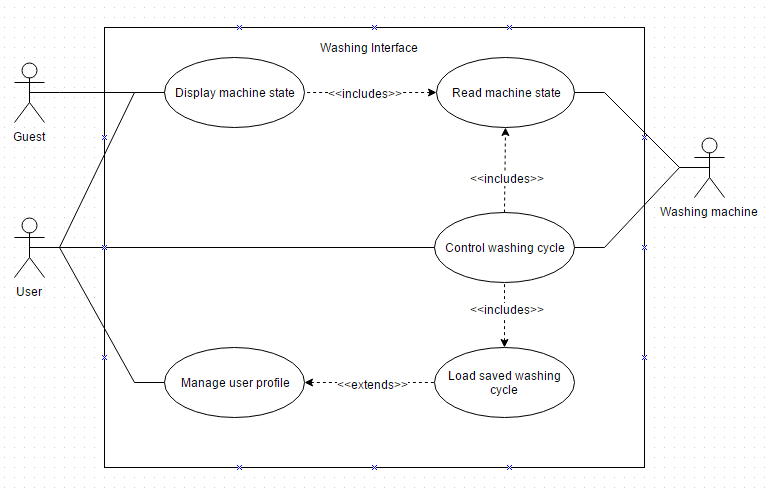 Washing Interface
Display machine state
<<includes>>
Read machine state
Guest
<<includes>>
Washing machine
Control washing cycle
User
<<includes>>
Manage user profile
<<extends>>
Load saved washing
cycle